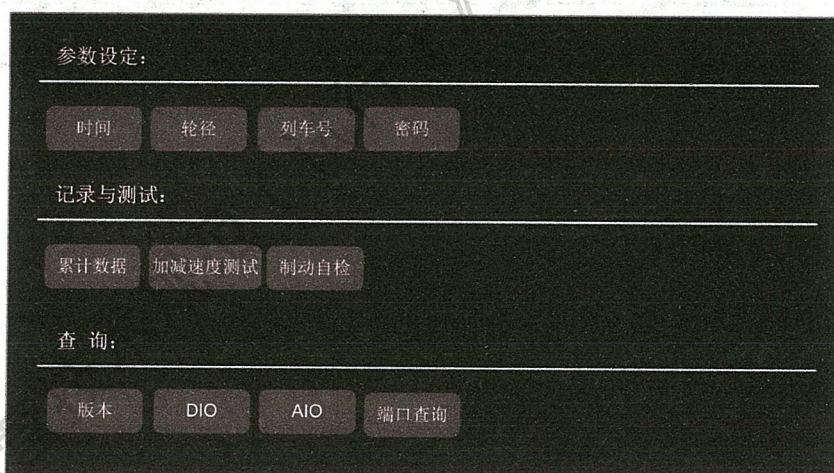 参数设定：
时间 轮径 列车号 密码
记录与测试：
累计数据 加减速度测试 制动自检
查 询：
版本 DIO AIO 端口查询